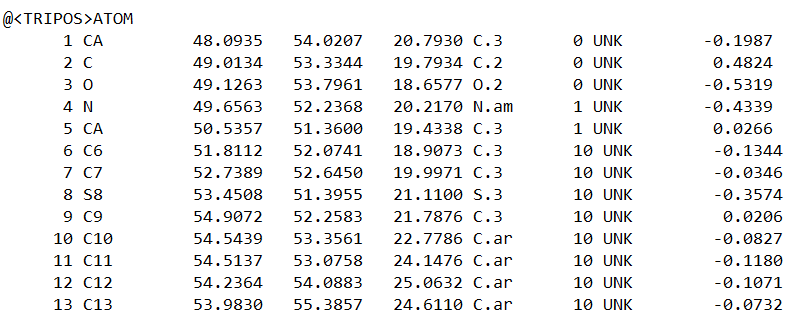 @<TRIPOS>ATOM
1 CA 48.0935 54.0207 20.7930 C.3 0 UNK -0.1987
2 C 49.0134 53.3344 19.7934 C.2 0 UNK 0.4824
3 O 49.1263 53.7961 18.6577 O.2 0 UNK -0.5319
4 N 49.6563 52.2368 20.2170 N.am 1 UNK -0.4339
5 CA 50.5357 51.3600 19.4338 C.3 1 UNK 0.0266
6 C6 51.8112 52.0741 18.9073 C.3 10 UNK -0.1344
7 C7 52.7389 52.6450 19.9971 C.3 10 UNK -0.0346
8 S8 53.4508 51.3955 21.1100 S.3 10 UNK -0.3574
9 C9 54.9072 52.2583 21.7876 C.3 10 UNK 0.0206
10 C10 54.5439 53.3561 22.7786 C.ar 10 UNK -0.0827
11 C11 54.5137 53.0758 24.1476 C.ar 10 UNK -0.1180
12 C12 54.2364 54.0883 25.0632 C.ar 10 UNK -0.1071
13 C13 53.9830 55.3857 24.6110 C.ar 10 UNK -0.0732